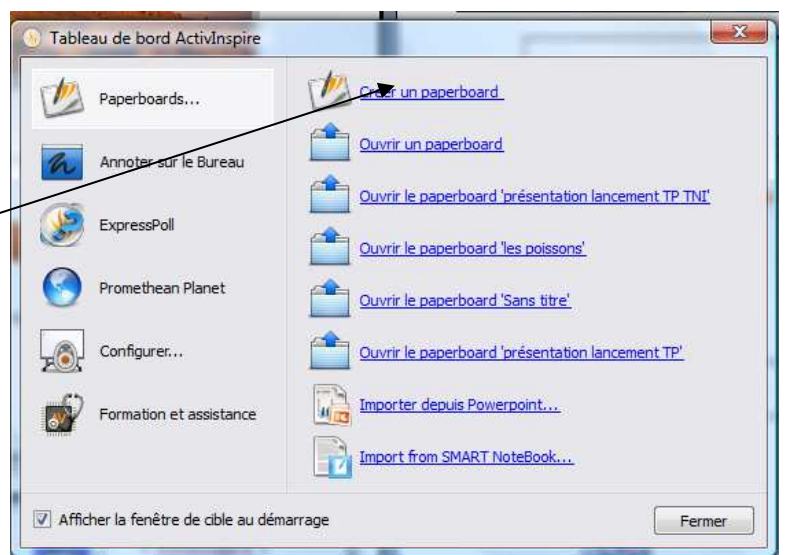 Tableau de bord ActivInspire
Paperboards...
Annoter sur le Bureau
ExpressPoll
Promethean Planet
Configurer...
Formation et assistance
Créer un paperboard
Ouvrir un paperboard
Ouvrir le paperboard 'présentation lancement TP TNI'
Ouvrir le paperboard 'les poissons'
Ouvrir le paperboard 'Sans titre'
Ouvrir le paperboard 'présentation lancement TP'
Importer depuis Powerpoint...
Import from SMART NoteBook...
Afficher la fenêtre de cible au démarrage
Fermer